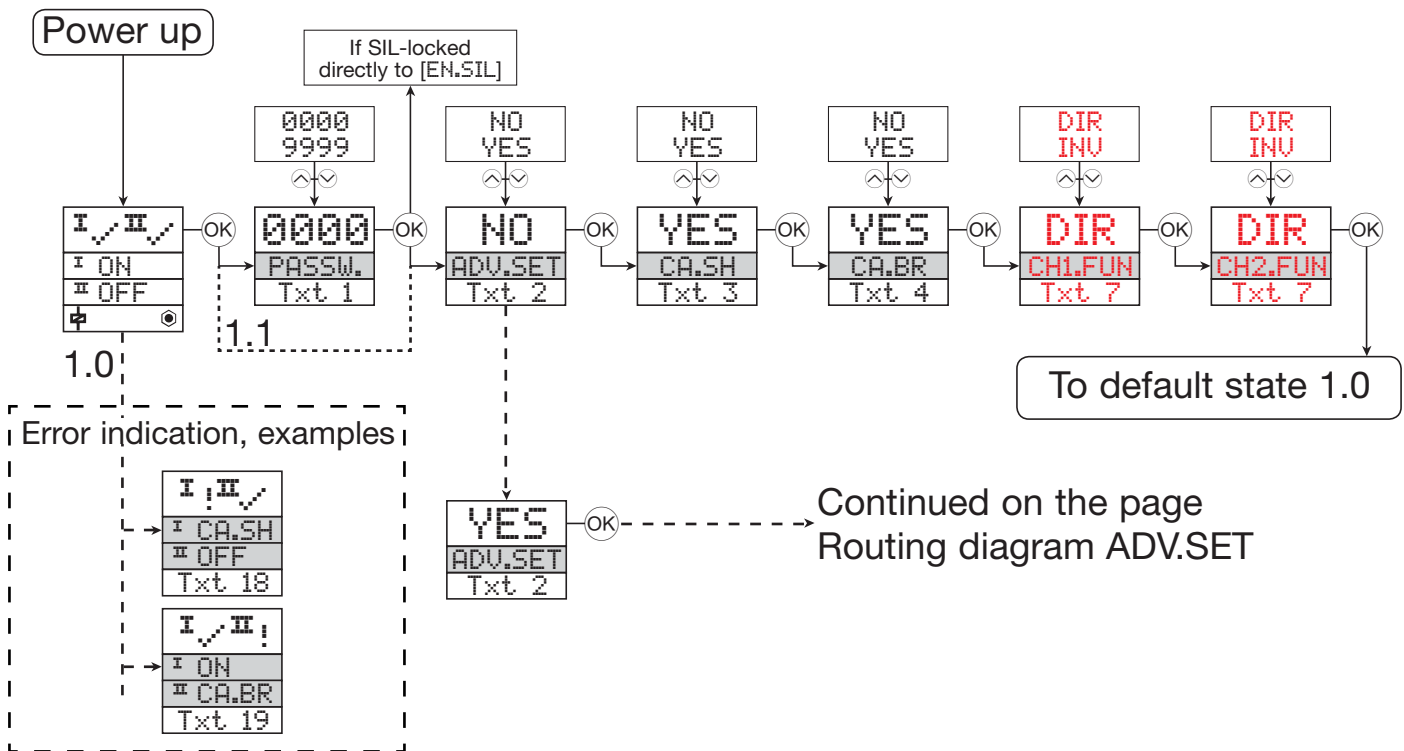 Power up
If SIL-locked
directly to [EN.SIL]
0000
9999
NO
YES
NO
YES
NO
YES
DIR
INV
DIR
INV
I II
I ON
II OFF
OK
0000
PASSW.
Txt 1
OK
NO
ADV.SET
Txt 2
OK
YES
CA.SH
Txt 3
OK
YES
CA.BR
Txt 4
OK
DIR
CH1.FUN
Txt 7
OK
DIR
CH2.FUN
Txt 7
OK
1.0
1.1
To default state 1.0
Error indication, examples
I ! II
I CA.SH
II OFF
Txt 18
I II !
I ON
II CA.BR
Txt 19
YES
ADV.SET
Txt 2
OK
Continued on the page
Routing diagram ADV.SET